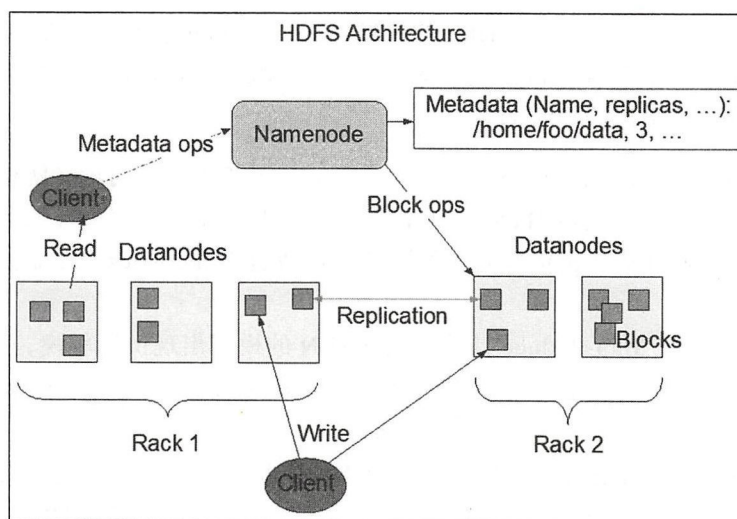 HDFS Architecture
Metadata (Name, replicas, ...):
/home/foo/data, 3, ...
Namenode
Metadata ops
Client
Block ops
Read
Datanodes
Datanodes
Replication
Blocks
Rack 1
Write
Rack 2
Client